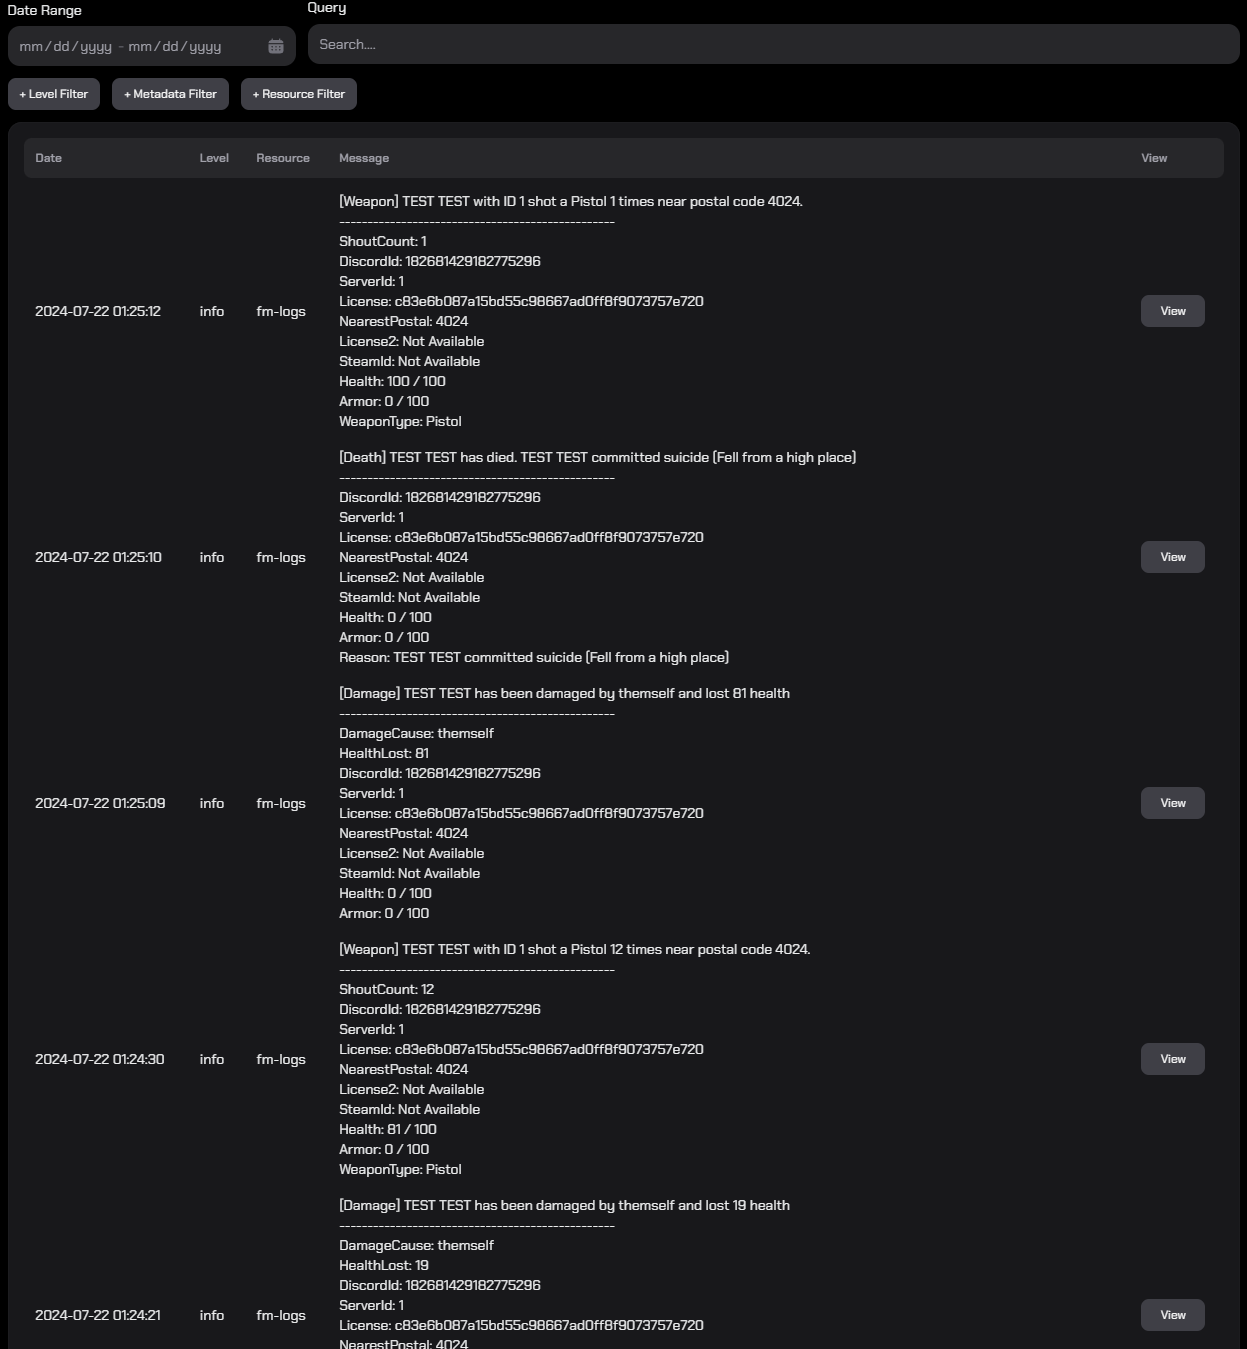 Date Range
Query
mm/dd/yyyy - mm/dd/yyyy
Search....
+ Level Filter
+ Metadata Filter
+ Resource Filter
Date Level Resource Message View
[Weapon] TEST TEST with ID 1 shot a Pistol 1 times near postal code 4024.
--------------------------------------------------
ShoutCount: 1
DiscordId: 182681429182775296
ServerId: 1
License: c83e6b087a15bd55c98667ad0ff8f9073757e720
2024-07-22 01:25:12 info fm-logs View
NearestPostal: 4024
License2: Not Available
SteamId: Not Available
Health: 100 / 100
Armor: 0 / 100
WeaponType: Pistol
[Death] TEST TEST has died. TEST TEST committed suicide (Fell from a high place)
--------------------------------------------------
DiscordId: 182681429182775296
ServerId: 1
License: c83e6b087a15bd55c98667ad0ff8f9073757e720
2024-07-22 01:25:10 info fm-logs NearestPostal: 4024 View
License2: Not Available
SteamId: Not Available
Health: 0 / 100
Armor: 0 / 100
Reason: TEST TEST committed suicide (Fell from a high place)
[Damage] TEST TEST has been damaged by themself and lost 81 health
--------------------------------------------------
DamageCause: themself
HealthLost: 81
DiscordId: 182681429182775296
ServerId: 1
2024-07-22 01:25:09 info fm-logs View
License: c83e6b087a15bd55c98667ad0ff8f9073757e720
NearestPostal: 4024
License2: Not Available
SteamId: Not Available
Health: 0 / 100
Armor: 0 / 100
[Weapon] TEST TEST with ID 1 shot a Pistol 12 times near postal code 4024.
--------------------------------------------------
ShoutCount: 12
DiscordId: 182681429182775296
ServerId: 1
License: c83e6b087a15bd55c98667ad0ff8f9073757e720
2024-07-22 01:24:30 info fm-logs View
NearestPostal: 4024
License2: Not Available
SteamId: Not Available
Health: 81 / 100
Armor: 0 / 100
WeaponType: Pistol
[Damage] TEST TEST has been damaged by themself and lost 19 health
--------------------------------------------------
DamageCause: themself
HealthLost: 19
DiscordId: 182681429182775296
ServerId: 1
2024-07-22 01:24:21 info fm-logs View
License: c83e6b087a15bd55c98667ad0ff8f9073757e720
NearestPostal: 4024